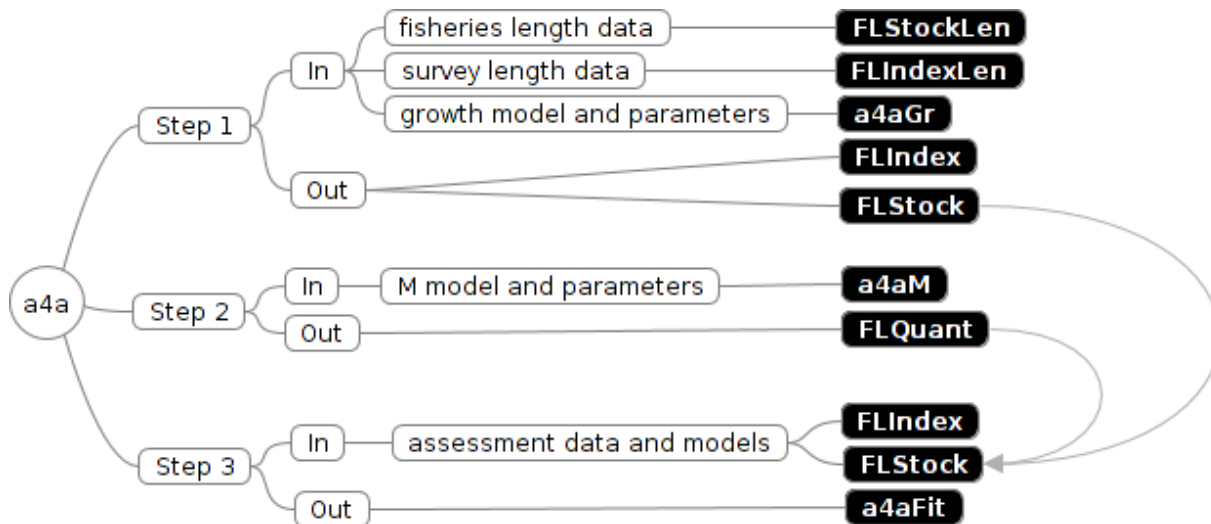 fisheries length data FLStockLen
In survey length data FLIndexLen
Step 1 growth model and parameters a4aGr
FLIndex
Out FLStock
a4a
In M model and parameters a4aM
Step 2
Out FLQuant
FLIndex
In assessment data and models
Step 3 FLStock
Out a4aFit